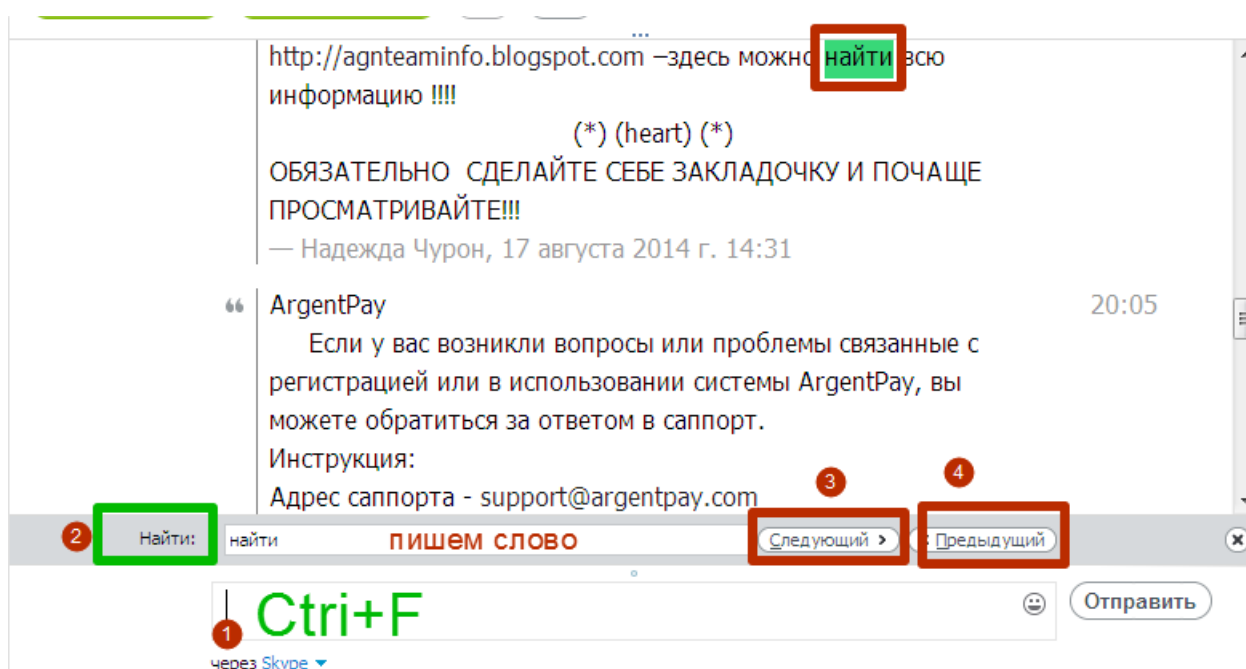 http://agnteaminfo.blogspot.com –здесь можно найти всю
информацию !!!!
(*) (heart) (*)
ОБЯЗАТЕЛЬНО СДЕЛАЙТЕ СЕБЕ ЗАКЛАДОЧКУ И ПОЧАЩЕ
ПРОСМАТРИВАЙТЕ!!!
— Надежда Чурон, 17 августа 2014 г. 14:31
ArgentPay 20:05
Если у вас возникли вопросы или проблемы связанные с
регистрацией или в использовании системы ArgentPay, вы
можете обратиться за ответом в саппорт.
Инструкция:
Адрес саппорта - support@argentpay.com
3 4
2 Найти: найти пишем слово Следующий > < Предыдущий
1 Ctri+F Отправить
через Skype